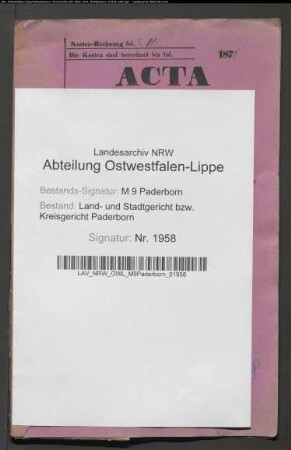 Kosten-Rechnung fol.
Die Kosten sind berechnet bis fol.
187
ACTA
Landesarchiv NRW
Abteilung Ostwestfalen-Lippe
Bestands-Signatur: M 9 Paderborn
Bestand: Land- und Stadtgericht bzw.
Kreisgericht Paderborn
Signatur: Nr. 1958
LAV_NRW_OWL_M9Paderborn_01958